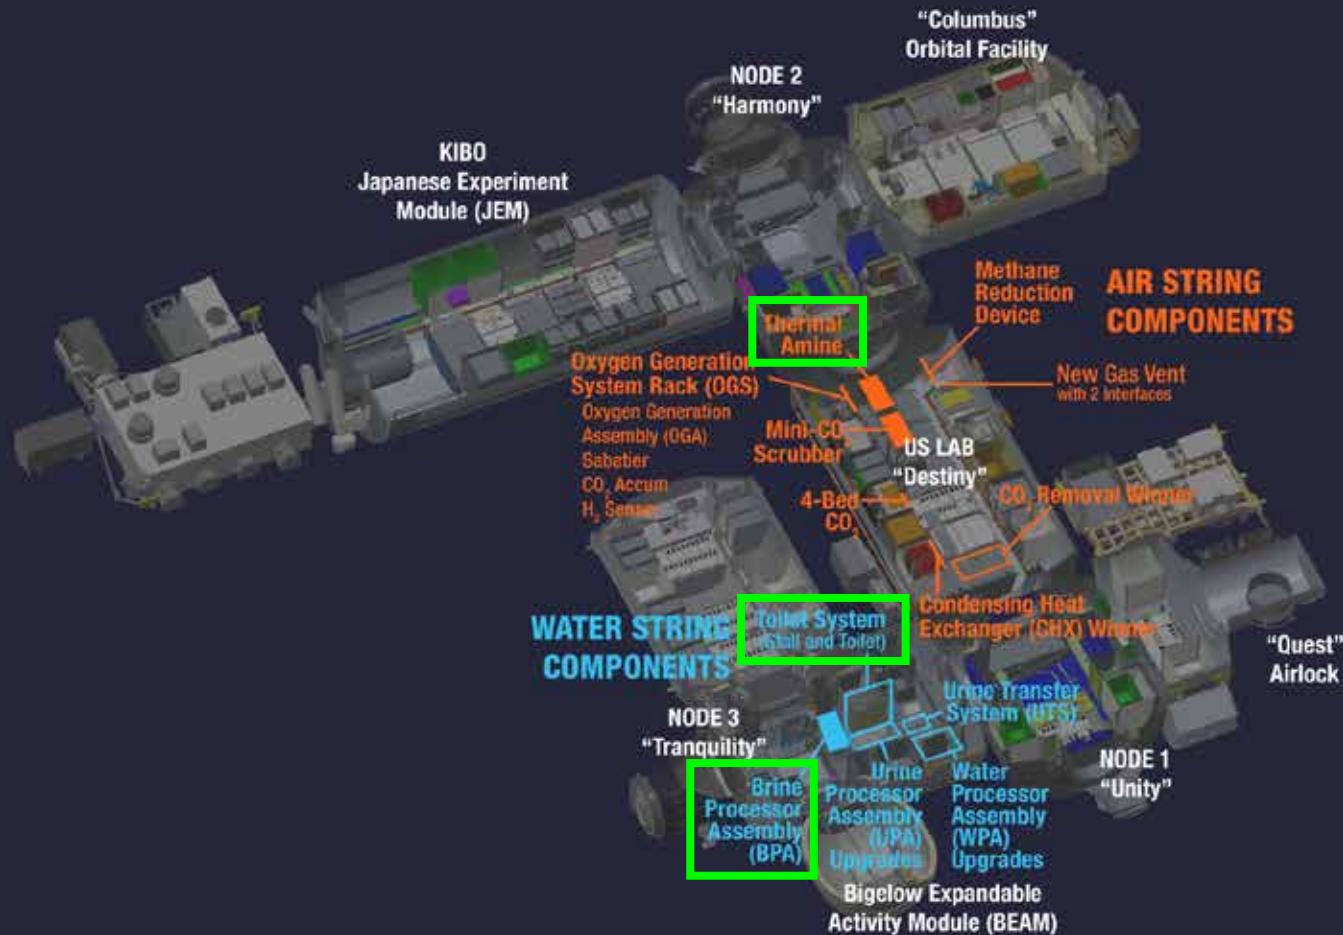 "Columbus"
Orbital Facility
NODE 2
"Harmony"
KIBO
Japanese Experiment
Module (JEM)
Methane
Reduction
Device
AIR STRING
COMPONENTS
Thermal
Amine
Oxygen Generation
System Rack (OGS)
Oxygen Generation
Assembly (OGA)
Sabatier
CO₂ Accum
H₂ Sensor
New Gas Vent
with 2 Interfaces
Mini-CO₂
Scrubber
US LAB
"Destiny"
4-Bed
CO₂
CO₂ Removal Winner
Condensing Heat
Exchanger (CHX) Winner
WATER STRING
COMPONENTS
Toilet System
(Stall and Toilet)
"Quest"
Airlock
Urine Transfer
System (UTS)
NODE 3
"Tranquility"
NODE 1
"Unity"
Brine
Processor
Assembly
(BPA)
Urine
Processor
Assembly
(UPA)
Upgrades
Water
Processor
Assembly
(WPA)
Upgrades
Bigelow Expandable
Activity Module (BEAM)